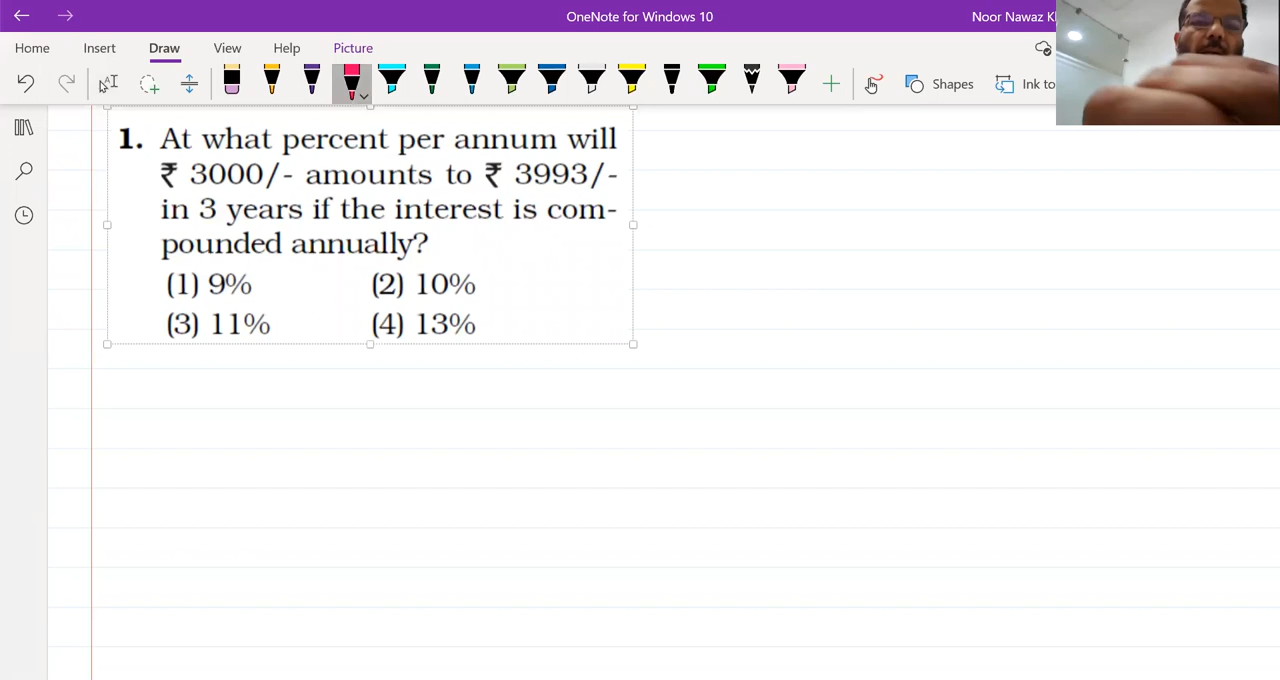 OneNote for Windows 10
Noor Nawaz Kh
Home Insert Draw View Help Picture
Shapes Ink to
1. At what percent per annum will
₹ 3000/- amounts to ₹ 3993/-
in 3 years if the interest is com-
pounded annually?
(1) 9% (2) 10%
(3) 11% (4) 13%